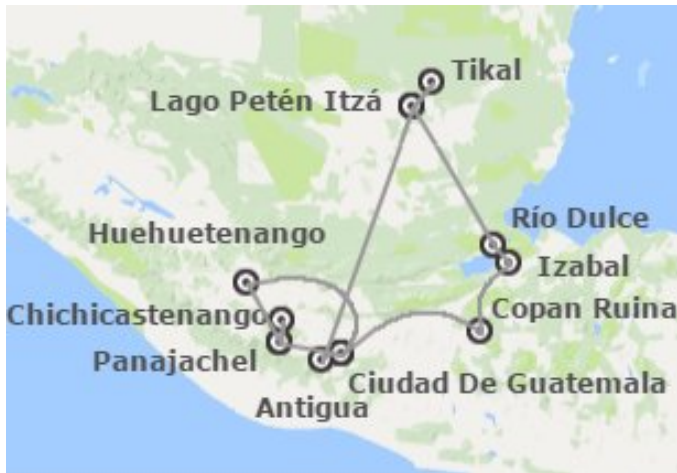 Tikal
Lago Petén Itzá
Río Dulce
Huehuetenango
Izabal
Chichicastenango
Copan Ruina
Panajachel
Ciudad De Guatemala
Antigua